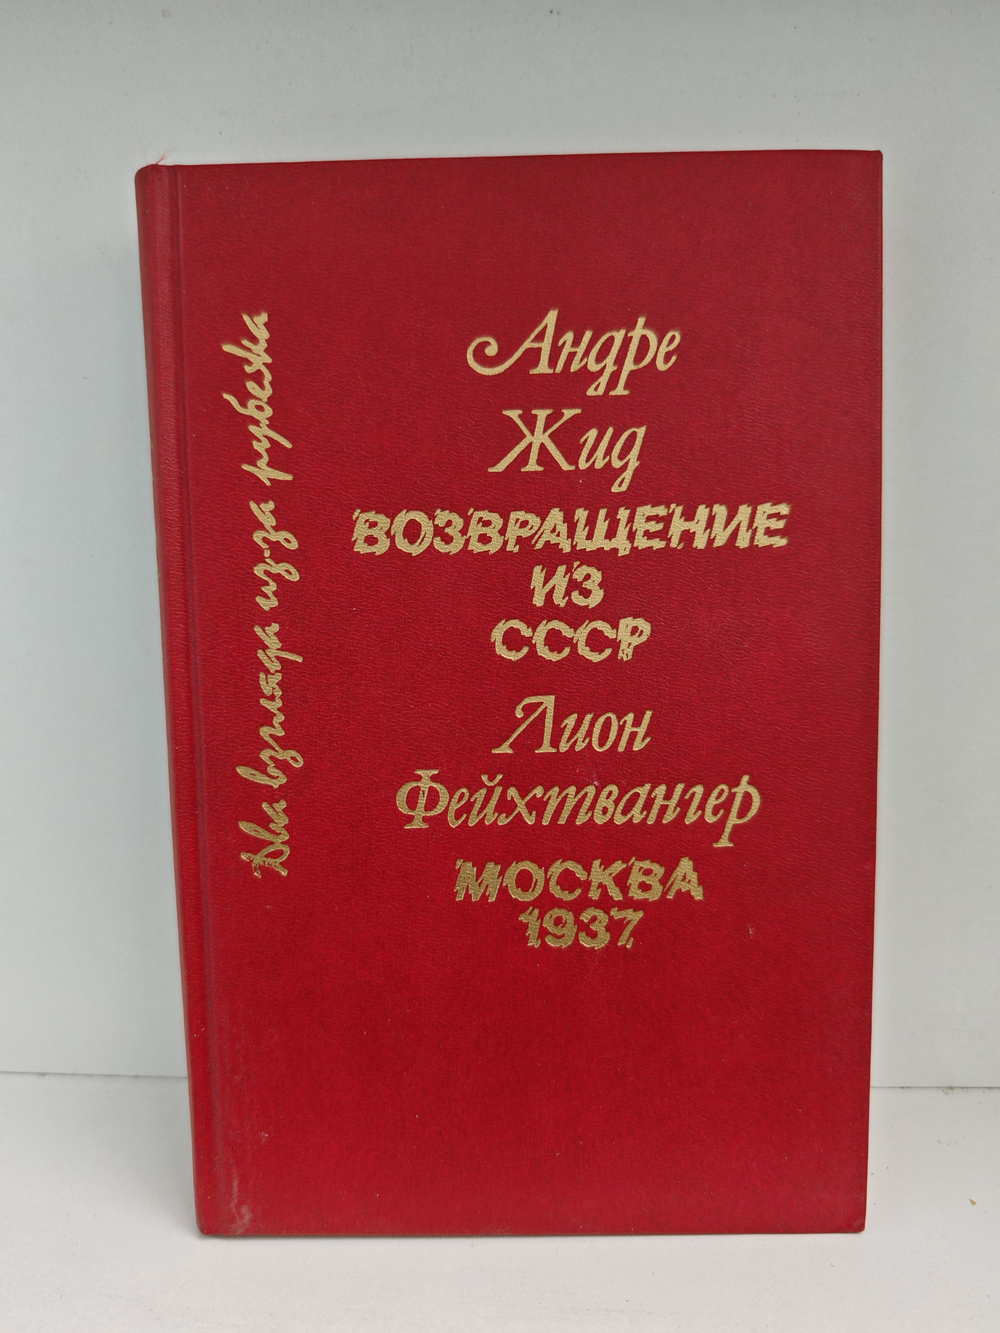 Два взгляда из-за рубежа
Андре
Жид
ВОЗВРАЩЕНИЕ
ИЗ
СССР
Лион
Фейхтвангер
МОСКВА
1937